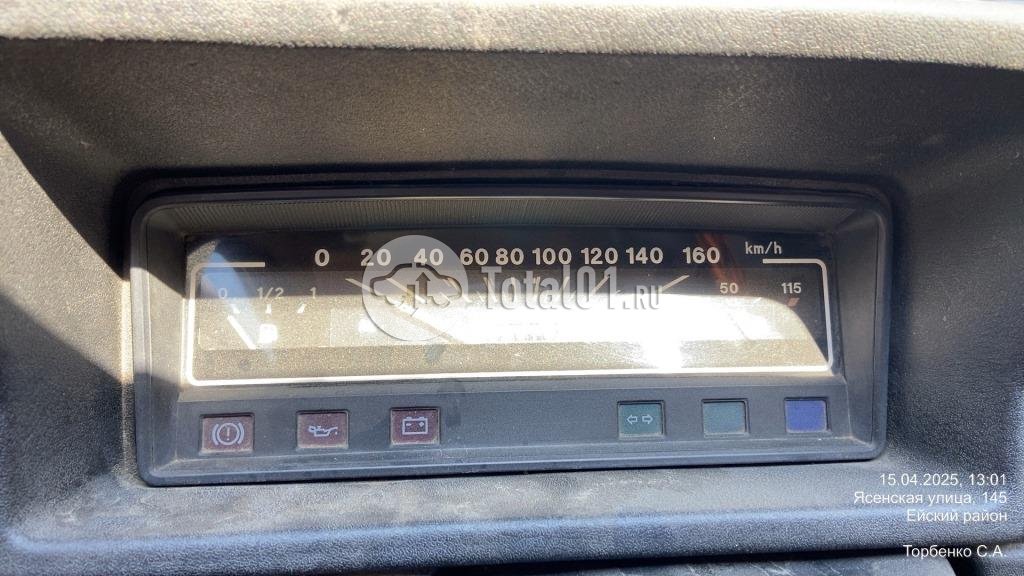 0 20 40 60 80 100 120 140 160 km/h
0 1/2 1 50 115
Total01.RU
15.04.2025, 13:01
Ясенская улица, 145
Ейский район
Торбенко С.А.